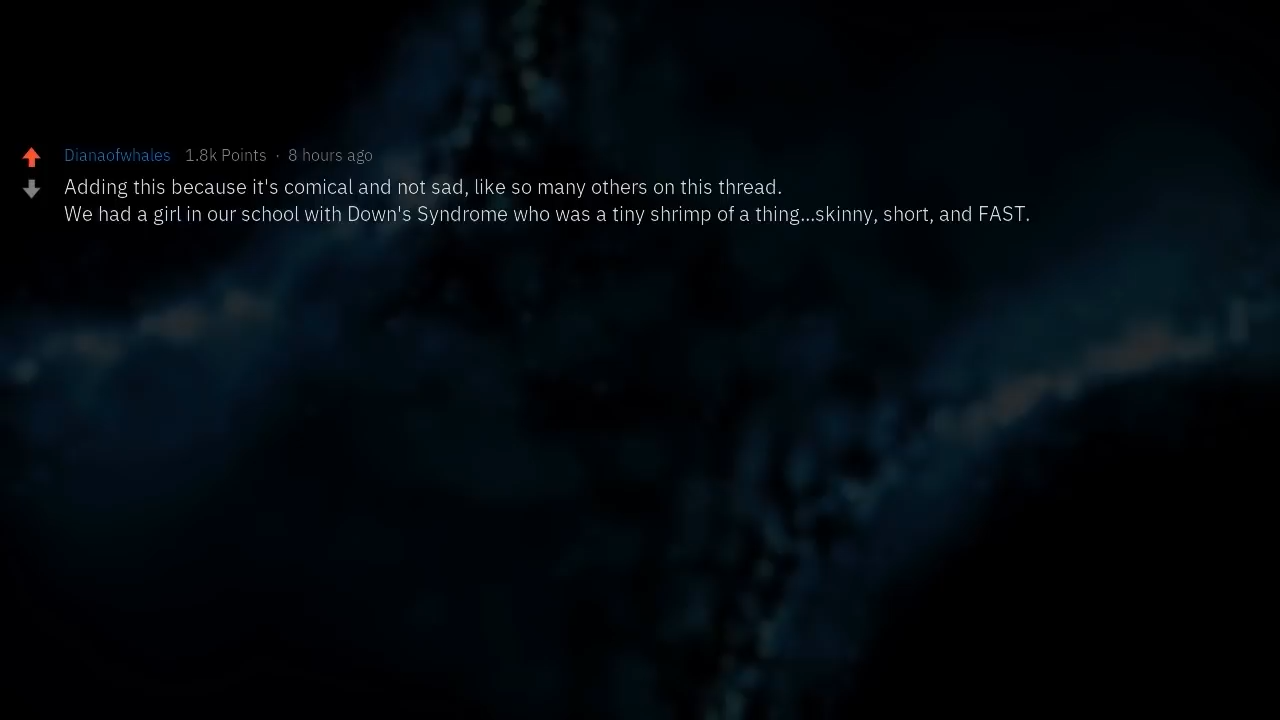 Dianaofwhales 1.8k Points · 8 hours ago
Adding this because it's comical and not sad, like so many others on this thread.
We had a girl in our school with Down's Syndrome who was a tiny shrimp of a thing...skinny, short, and FAST.